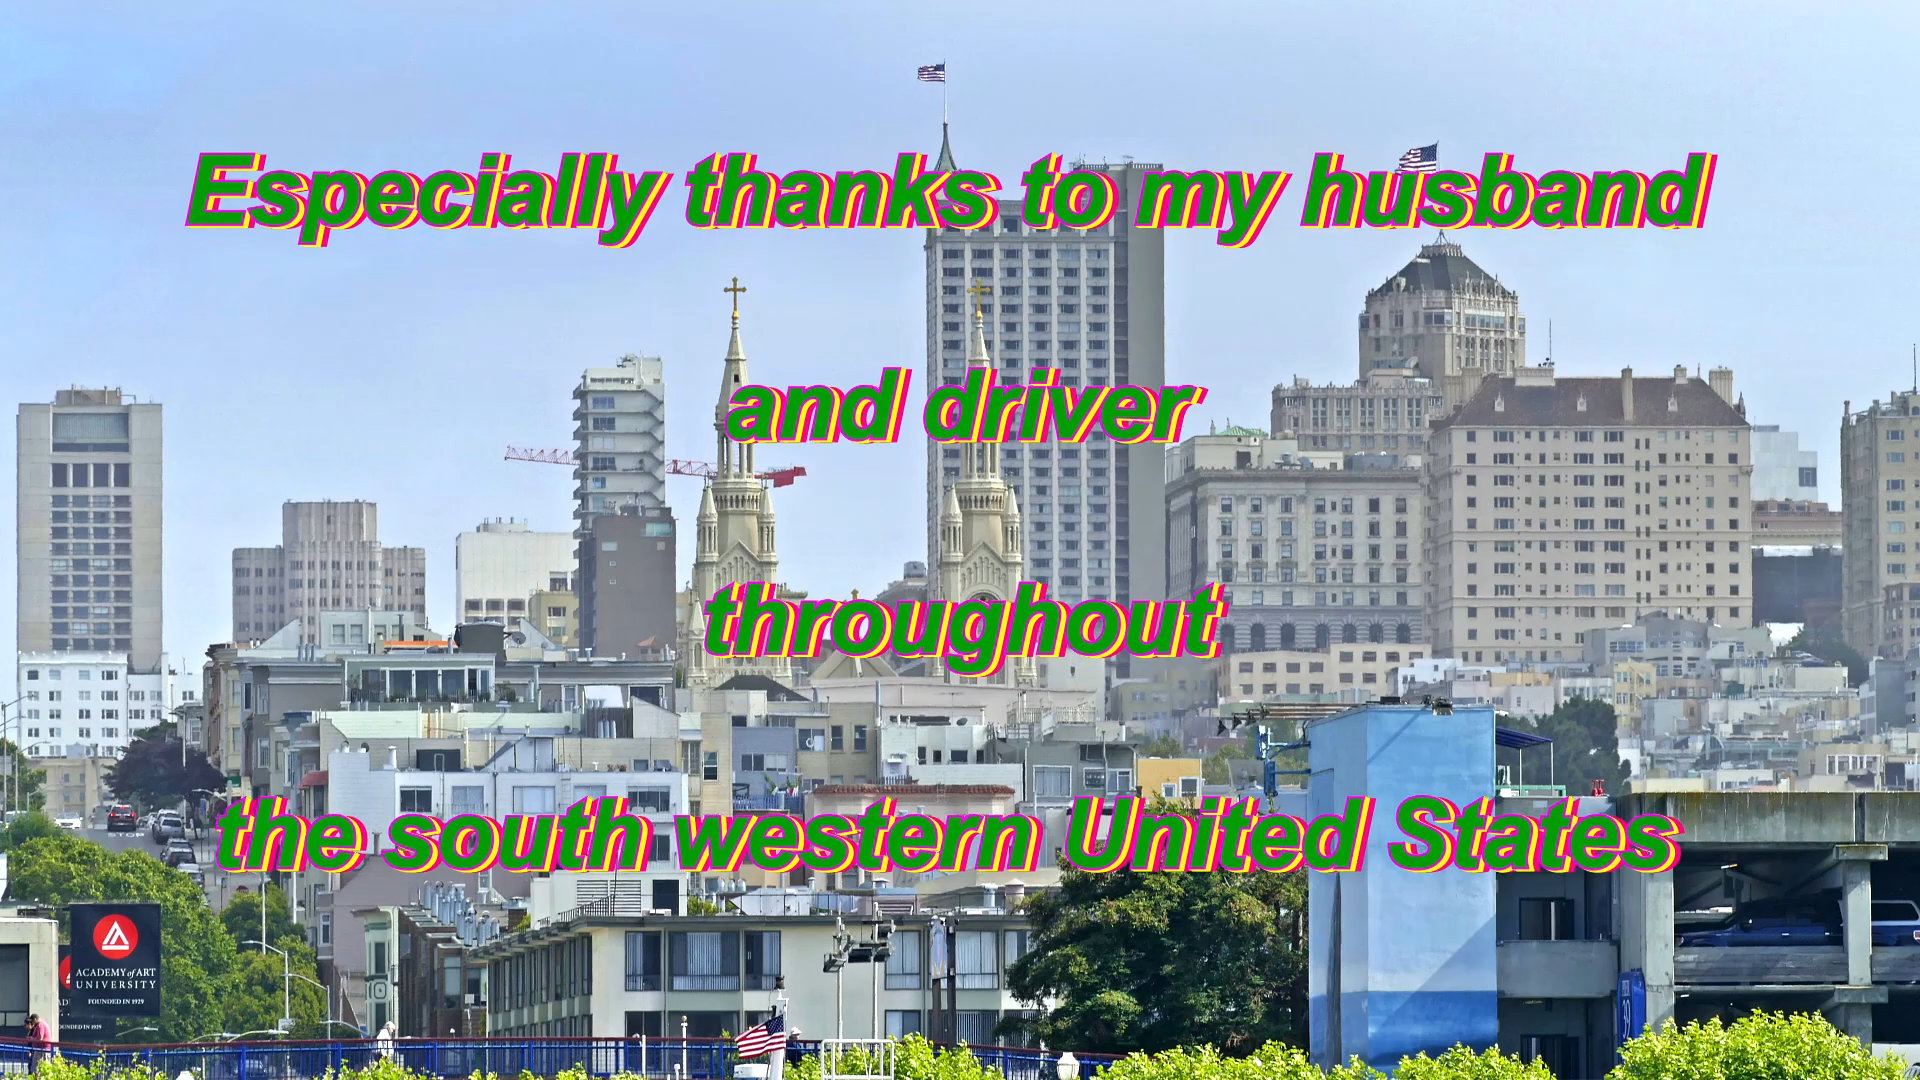 Especially thanks to my husband
and driver
throughout
the south western United States
ACADEMY of ART
UNIVERSITY
FOUNDED IN 1929
39